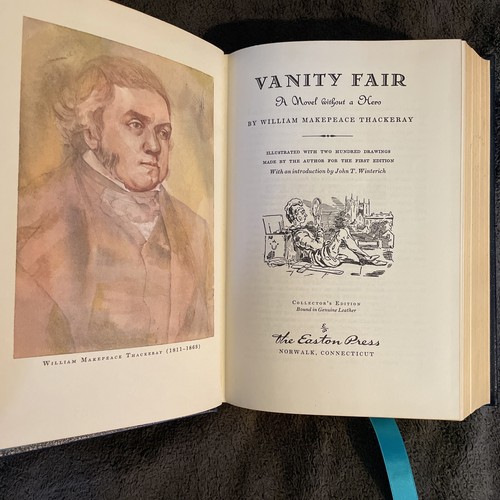 WILLIAM MAKEPEACE THACKERAY (1811-1863)
VANITY FAIR
A Novel without a Hero
BY WILLIAM MAKEPEACE THACKERAY
ILLUSTRATED WITH TWO HUNDRED DRAWINGS
MADE BY THE AUTHOR FOR THE FIRST EDITION
With an introduction by John T. Winterich
COLLECTOR'S EDITION
Bound in Genuine Leather
The Easton Press
NORWALK, CONNECTICUT